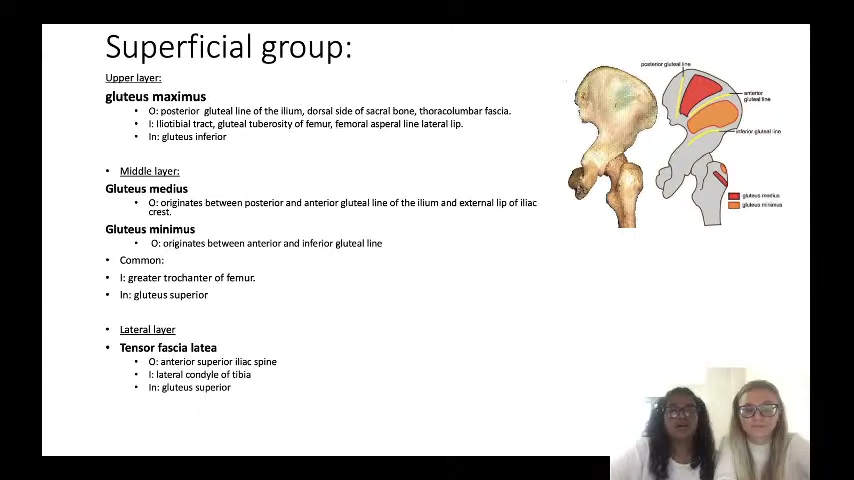 Superficial group:
Upper layer:
gluteus maximus
• O: posterior gluteal line of the ilium, dorsal side of sacral bone, thoracolumbar fascia.
• I: Iliotibial tract, gluteal tuberosity of femur, femoral asperal line lateral lip.
• In: gluteus inferior
• Middle layer:
Gluteus medius
• O: originates between posterior and anterior gluteal line of the ilium and external lip of iliac
crest.
Gluteus minimus
• O: originates between anterior and inferior gluteal line
• Common:
• I: greater trochanter of femur.
• In: gluteus superior
• Lateral layer
• Tensor fascia latea
• O: anterior superior iliac spine
• I: lateral condyle of tibia
• In: gluteus superior
posterior gluteal line
anterior
gluteal line
inferior gluteal line
gluteus medius
gluteus minimus